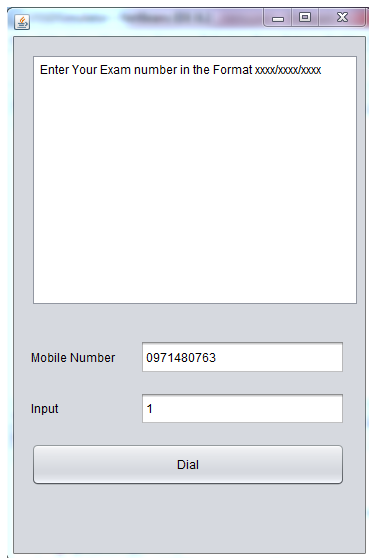 Enter Your Exam number in the Format xxxx/xxxx/xxxx
Mobile Number
0971480763
Input
1
Dial